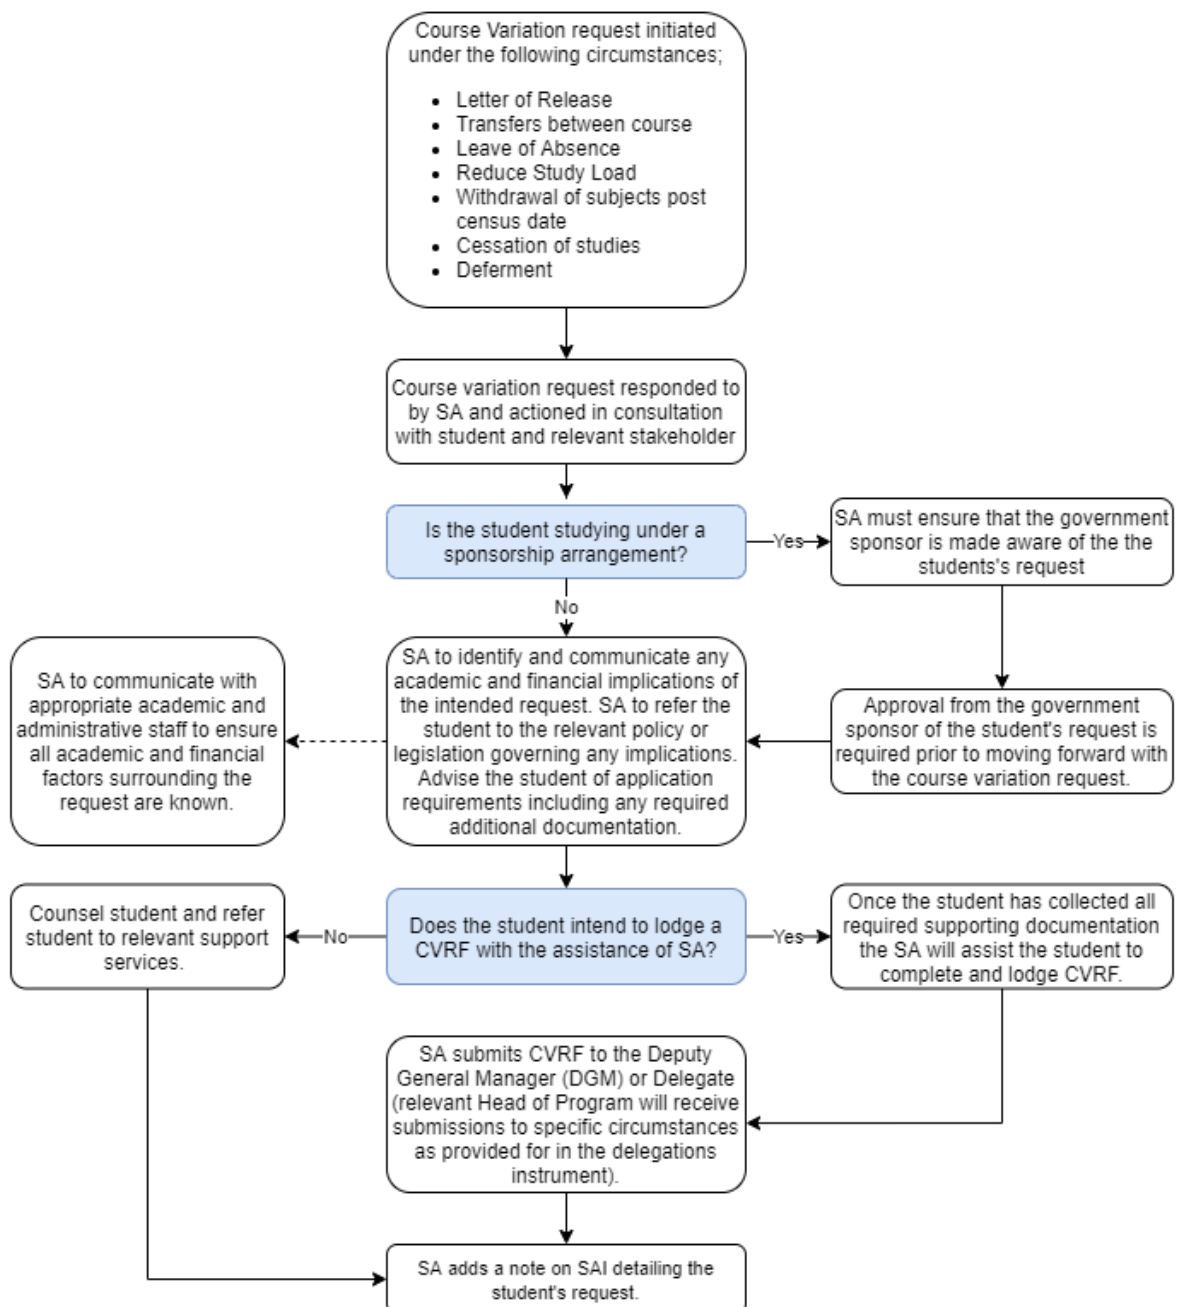 Course Variation request initiated
under the following circumstances;
• Letter of Release
• Transfers between course
• Leave of Absence
• Reduce Study Load
• Withdrawal of subjects post
census date
• Cessation of studies
• Deferment
Course variation request responded to
by SA and actioned in consultation
with student and relevant stakeholder
Is the student studying under a
sponsorship arrangement?
Yes
SA must ensure that the government
sponsor is made aware of the the
students's request
No
SA to communicate with
appropriate academic and
administrative staff to ensure
all academic and financial
factors surrounding the
request are known.
SA to identify and communicate any
academic and financial implications of
the intended request. SA to refer the
student to the relevant policy or
legislation governing any implications.
Advise the student of application
requirements including any required
additional documentation.
Approval from the government
sponsor of the student's request is
required prior to moving forward with
the course variation request.
Counsel student and refer
student to relevant support
services.
No
Does the student intend to lodge a
CVRF with the assistance of SA?
Yes
Once the student has collected all
required supporting documentation
the SA will assist the student to
complete and lodge CVRF.
SA submits CVRF to the Deputy
General Manager (DGM) or Delegate
(relevant Head of Program will receive
submissions to specific circumstances
as provided for in the delegations
instrument).
SA adds a note on SAI detailing the
student's request.